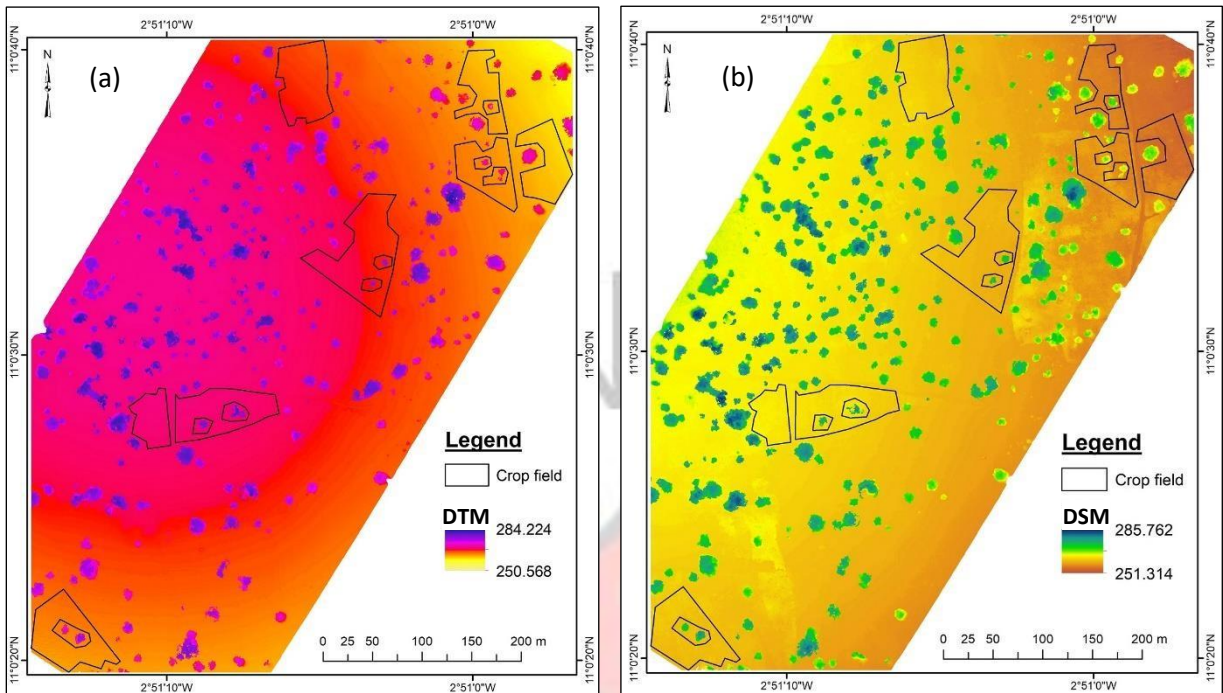 2°51'10"W 2°51'0"W
11°0'40"N 11°0'40"N
N
(a)
11°0'30"N 11°0'30"N
Legend
Crop field
DTM
284.224
250.568
0 25 50 100 150 200 m
11°0'20"N 11°0'20"N
2°51'10"W 2°51'0"W
2°51'10"W 2°51'0"W
11°0'40"N 11°0'40"N
N
(b)
11°0'30"N 11°0'30"N
Legend
Crop field
DSM
285.762
251.314
0 25 50 100 150 200 m
11°0'20"N 11°0'20"N
2°51'10"W 2°51'0"W